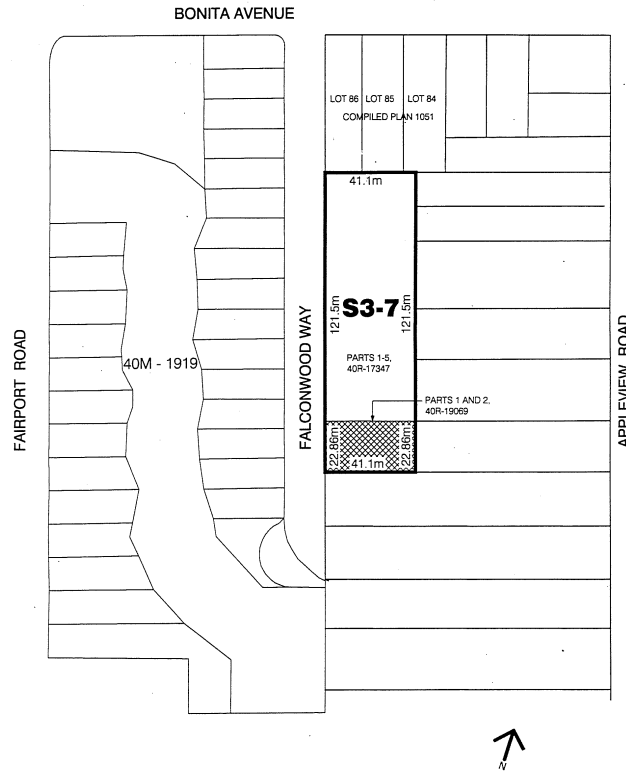 BONITA AVENUE
LOT 86
LOT 85
LOT 84
COMPILED PLAN 1051
41.1m
121.5m
S3-7
121.5m
PARTS 1-5,
40R-17347
FAIRPORT ROAD
40M - 1919
FALCONWOOD WAY
APPLEVIEW ROAD
PARTS 1 AND 2,
40R-19069
22.86m
41.1m
22.86m
N